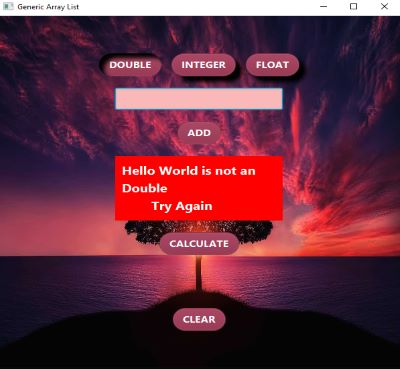 Generic Array List
DOUBLE INTEGER FLOAT
ADD
Hello World is not an
Double
Try Again
CALCULATE
CLEAR